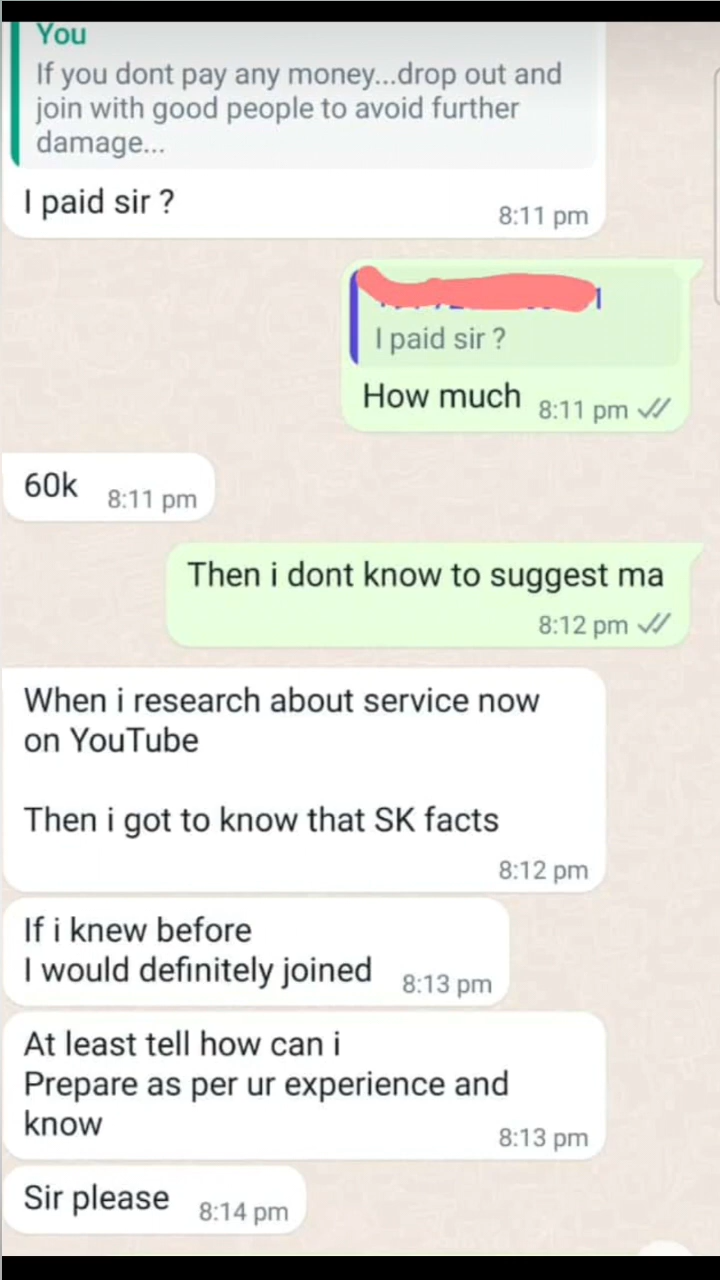 You
If you dont pay any money...drop out and
join with good people to avoid further
damage...
I paid sir ?
8:11 pm
I paid sir ?
How much 8:11 pm
60k 8:11 pm
Then i dont know to suggest ma
8:12 pm
When i research about service now
on YouTube
Then i got to know that SK facts
8:12 pm
If i knew before
I would definitely joined 8:13 pm
At least tell how can i
Prepare as per ur experience and
know
8:13 pm
Sir please 8:14 pm